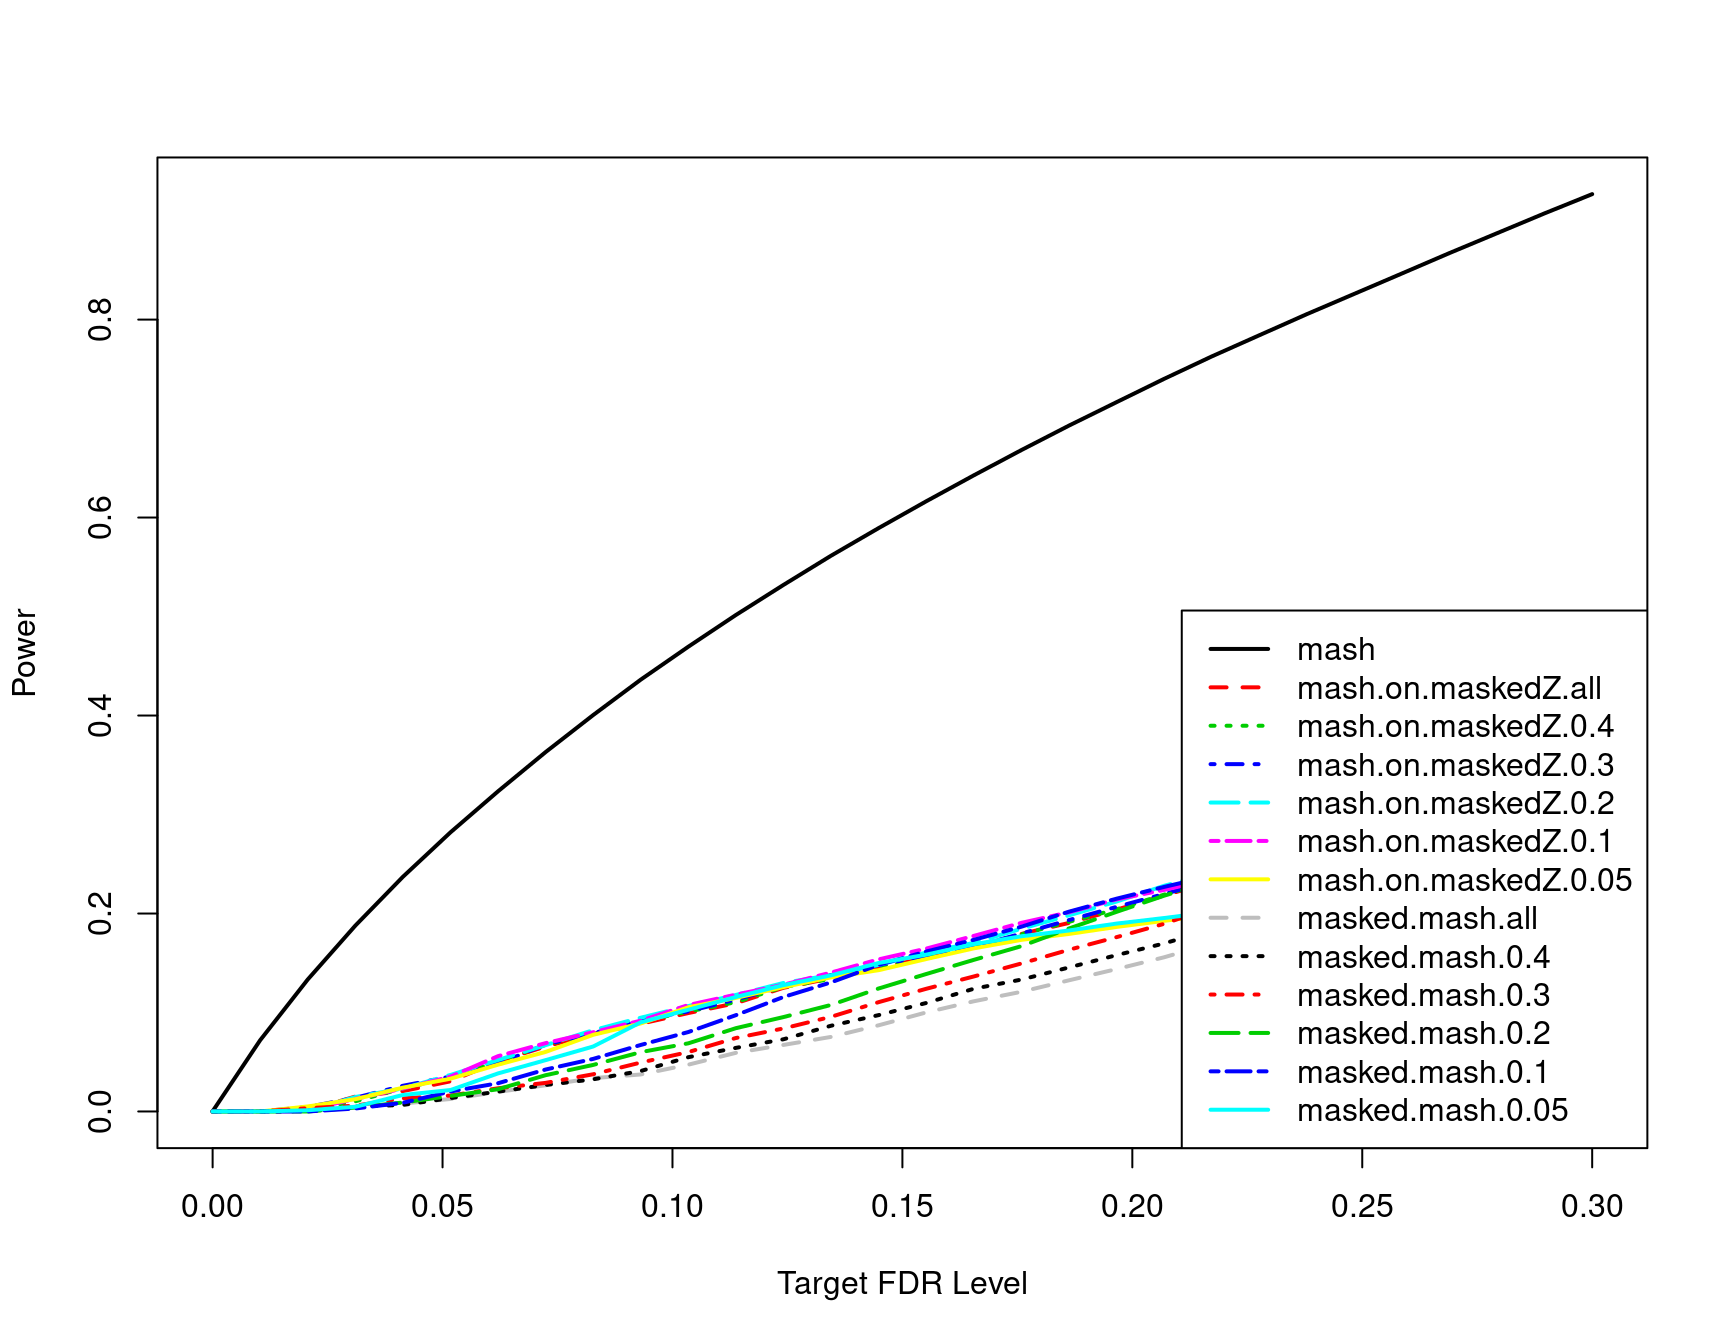 Power
0.0
0.2
0.4
0.6
0.8
mash
mash.on.maskedZ.all
mash.on.maskedZ.0.4
mash.on.maskedZ.0.3
mash.on.maskedZ.0.2
mash.on.maskedZ.0.1
mash.on.maskedZ.0.05
masked.mash.all
masked.mash.0.4
masked.mash.0.3
masked.mash.0.2
masked.mash.0.1
masked.mash.0.05
0.00 0.05 0.10 0.15 0.20 0.25 0.30
Target FDR Level